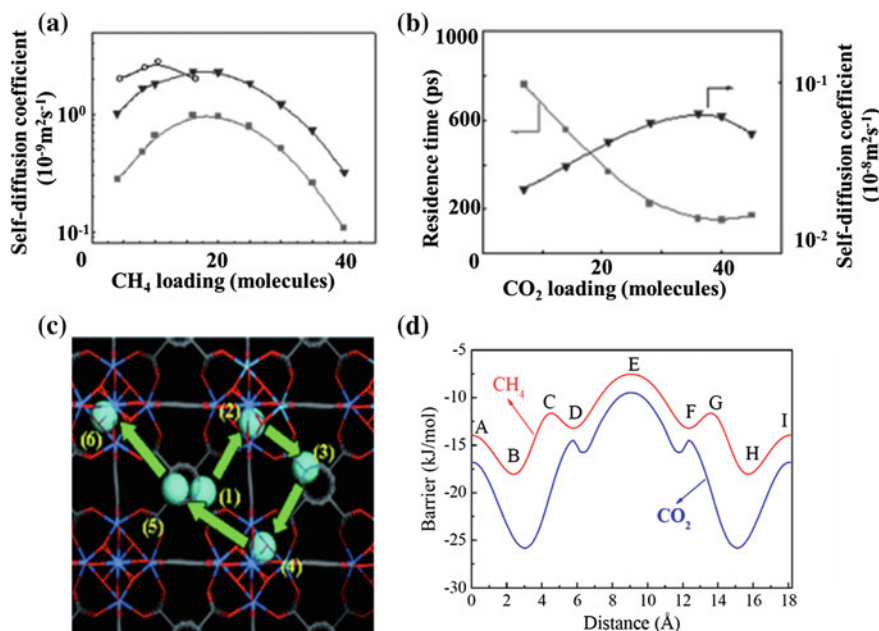 (a)
Self-diffusion coefficient
(10⁻⁹m²s⁻¹)
10⁰
10⁻¹
0
20
40
CH₄ loading (molecules)
(b)
Residence time (ps)
1000
600
200
0
20
40
CO₂ loading (molecules)
10⁻¹
10⁻²
Self-diffusion coefficient
(10⁻⁸m²s⁻¹)
(c)
(6)
(2)
(3)
(1)
(5)
(4)
(d)
Barrier (kJ/mol)
-5
-10
-15
-20
-25
-30
0 2 4 6 8 10 12 14 16 18
Distance (Å)
E
CH₄
C
G
A
D
F
I
B
H
CO₂